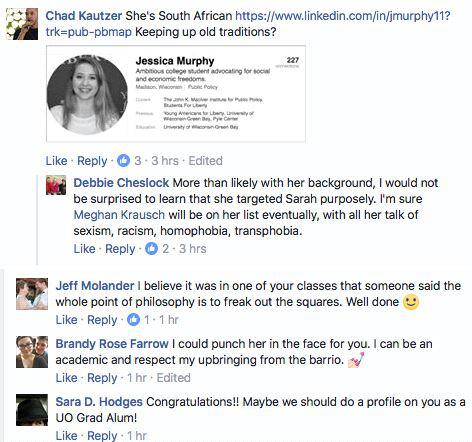 Chad Kautzer She's South African https://www.linkedin.com/in/jmurphy11?
trk=pub-pbmap Keeping up old traditions?
Jessica Murphy
227
connections
Ambitious college student advocating for social
and economic freedoms.
Madison, Wisconsin Public Policy
Current The John K. MacIver Institute for Public Policy,
Students For Liberty
Previous Young Americans for Liberty, University of
Wisconsin-Green Bay, Pyle Center
Education University of Wisconsin-Green Bay
Like · Reply · 3 · 3 hrs · Edited
Debbie Cheslock More than likely with her background, I would not
be surprised to learn that she targeted Sarah purposely. I'm sure
Meghan Krausch will be on her list eventually, with all her talk of
sexism, racism, homophobia, transphobia.
Like · Reply · 2 · 3 hrs
Jeff Molander I believe it was in one of your classes that someone said the
whole point of philosophy is to freak out the squares. Well done 🙂
Like · Reply · 1 · 1 hr
Brandy Rose Farrow I could punch her in the face for you. I can be an
academic and respect my upbringing from the barrio. 💅
Like · Reply · 1 hr · Edited
Sara D. Hodges Congratulations!! Maybe we should do a profile on you as a
UO Grad Alum!
Like · Reply · 1 hr